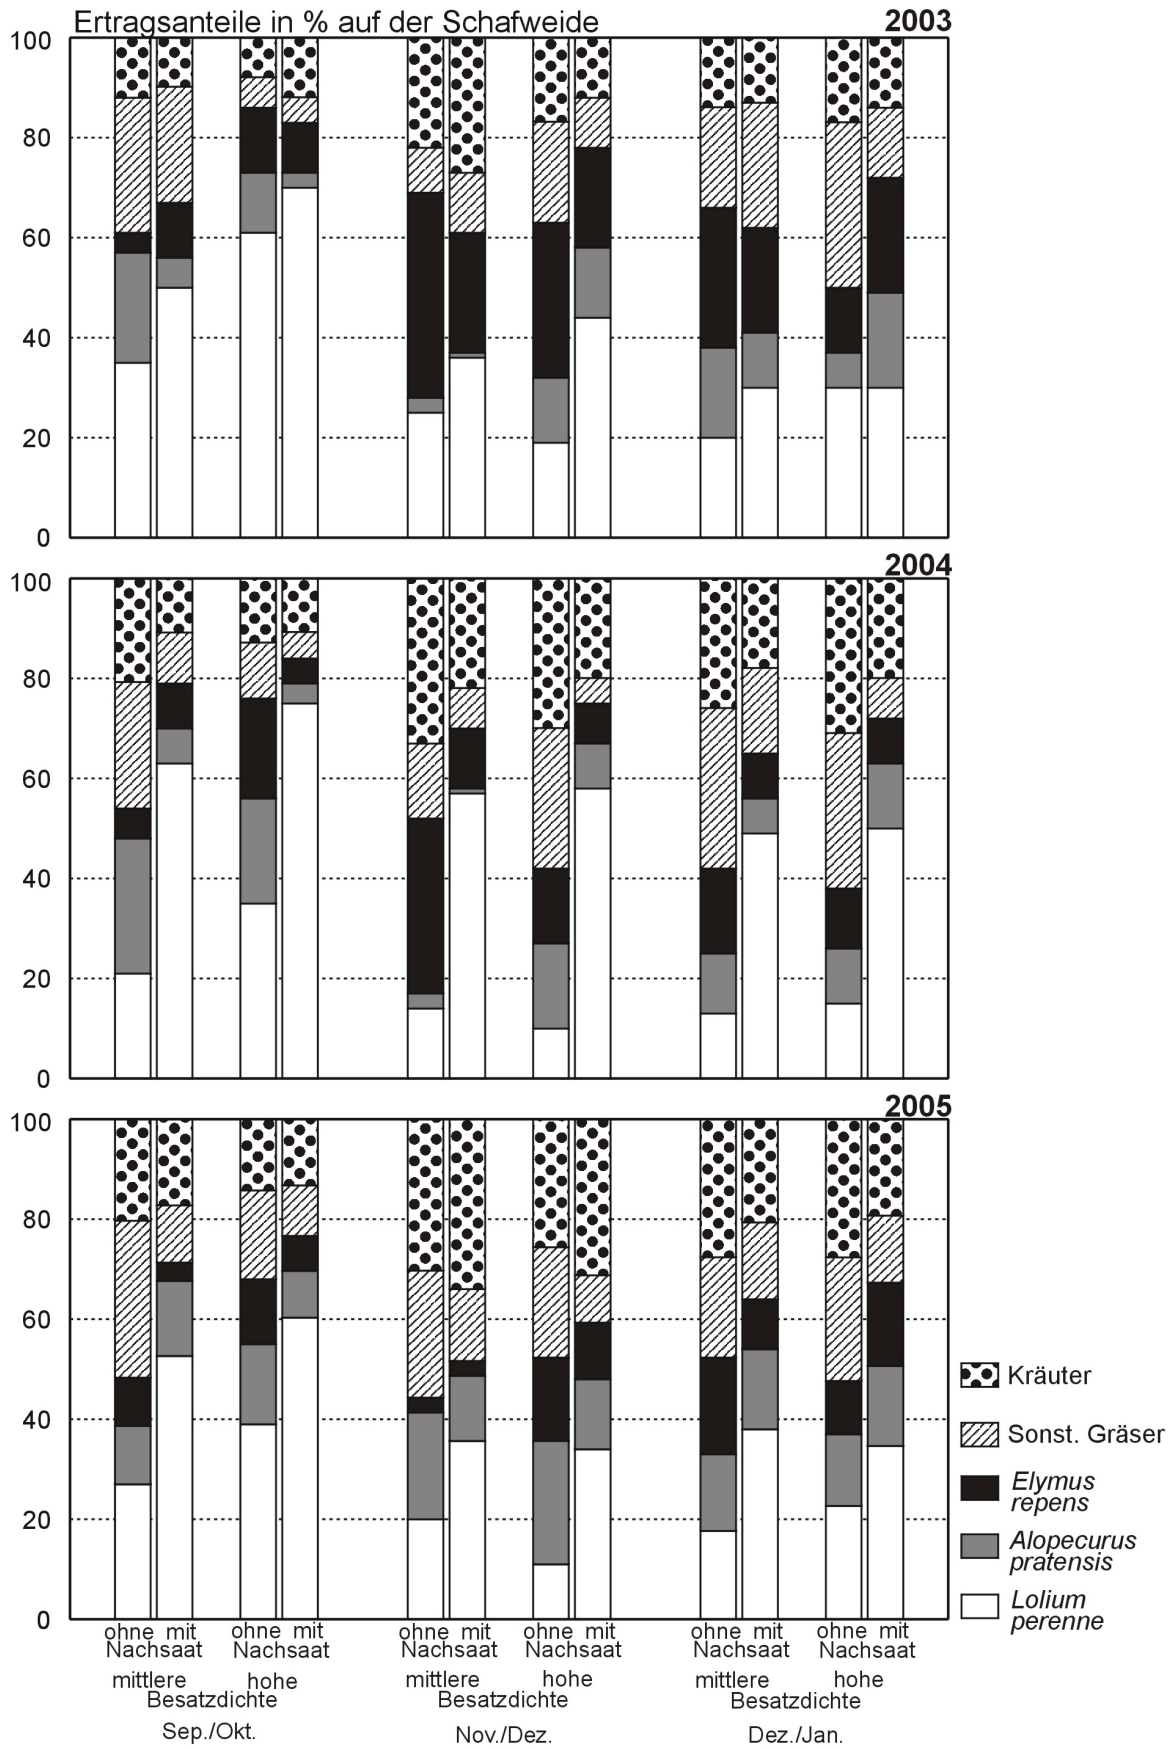 Ertragsanteile in % auf der Schafweide 2003
100
80
60
40
20
0
2004
100
80
60
40
20
0
2005
100
80
60
40
20
0
Kräuter
Sonst. Gräser
Elymus
repens
Alopecurus
pratensis
Lolium
perenne
ohne mit ohne mit ohne mit ohne mit ohne mit ohne mit
Nachsaat Nachsaat Nachsaat Nachsaat Nachsaat Nachsaat
mittlere hohe mittlere hohe mittlere hohe
Besatzdichte Besatzdichte Besatzdichte
Sep./Okt. Nov./Dez. Dez./Jan.